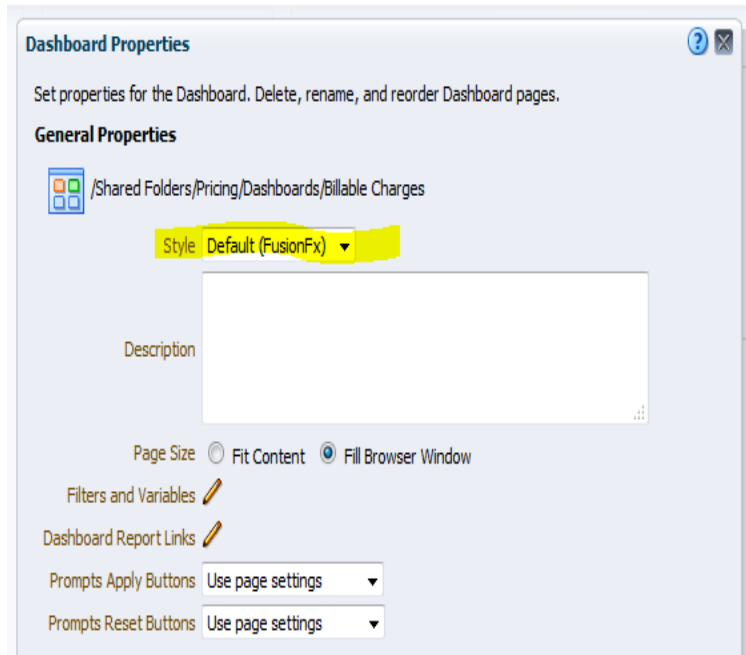 Dashboard Properties
Set properties for the Dashboard. Delete, rename, and reorder Dashboard pages.
General Properties
/Shared Folders/Pricing/Dashboards/Billable Charges
Style Default (FusionFx)
Description
Page Size Fit Content Fill Browser Window
Filters and Variables
Dashboard Report Links
Prompts Apply Buttons Use page settings
Prompts Reset Buttons Use page settings